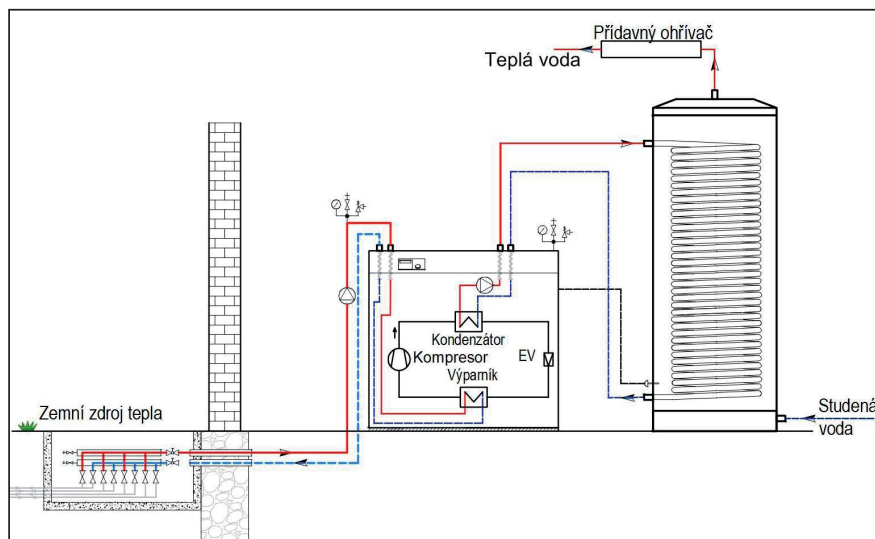 Přídavný ohřívač
Teplá voda
Kondenzátor
Kompresor
EV
Výparník
Zemní zdroj tepla
Studená
voda